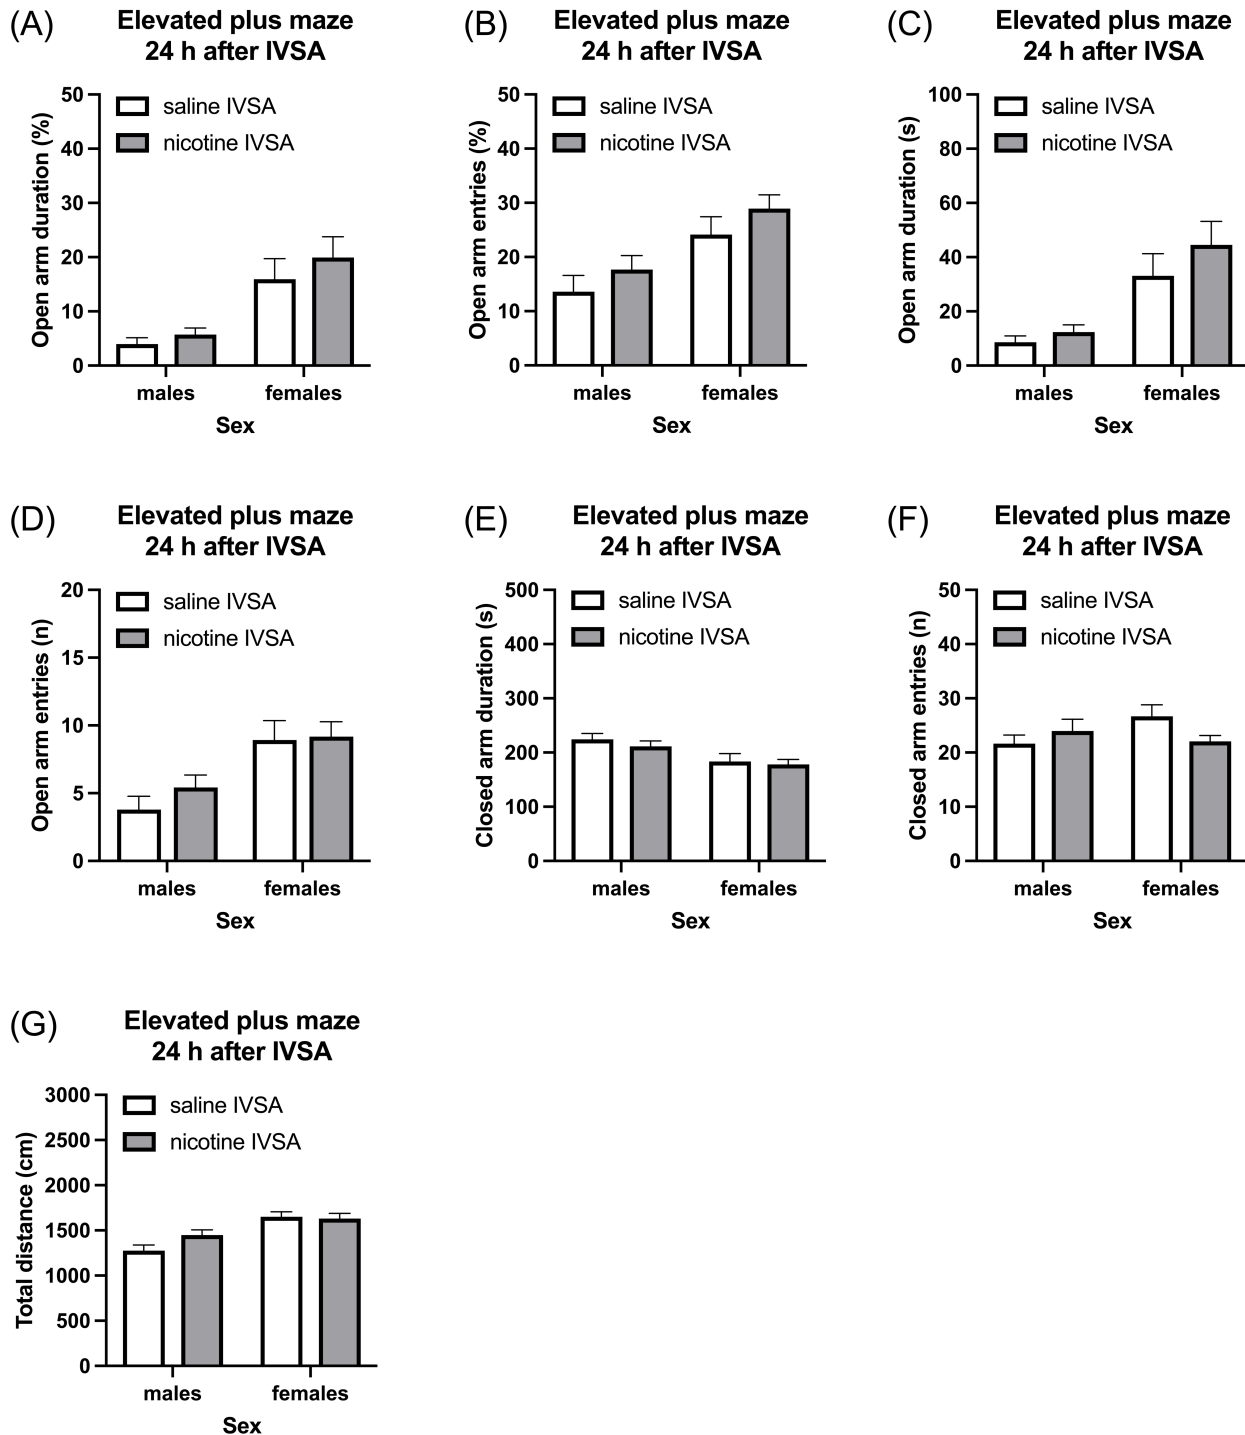 (A)
Elevated plus maze
24 h after IVSA
Open arm duration (%)
50
40
30
20
10
0
saline IVSA
nicotine IVSA
males
females
Sex
(B)
Elevated plus maze
24 h after IVSA
Open arm entries (%)
50
40
30
20
10
0
saline IVSA
nicotine IVSA
males
females
Sex
(C)
Elevated plus maze
24 h after IVSA
Open arm duration (s)
100
80
60
40
20
0
saline IVSA
nicotine IVSA
males
females
Sex
(D)
Elevated plus maze
24 h after IVSA
Open arm entries (n)
20
15
10
5
0
saline IVSA
nicotine IVSA
males
females
Sex
(E)
Elevated plus maze
24 h after IVSA
Closed arm duration (s)
500
400
300
200
100
0
saline IVSA
nicotine IVSA
males
females
Sex
(F)
Elevated plus maze
24 h after IVSA
Closed arm entries (n)
50
40
30
20
10
0
saline IVSA
nicotine IVSA
males
females
Sex
(G)
Elevated plus maze
24 h after IVSA
Total distance (cm)
3000
2500
2000
1500
1000
500
0
saline IVSA
nicotine IVSA
males
females
Sex